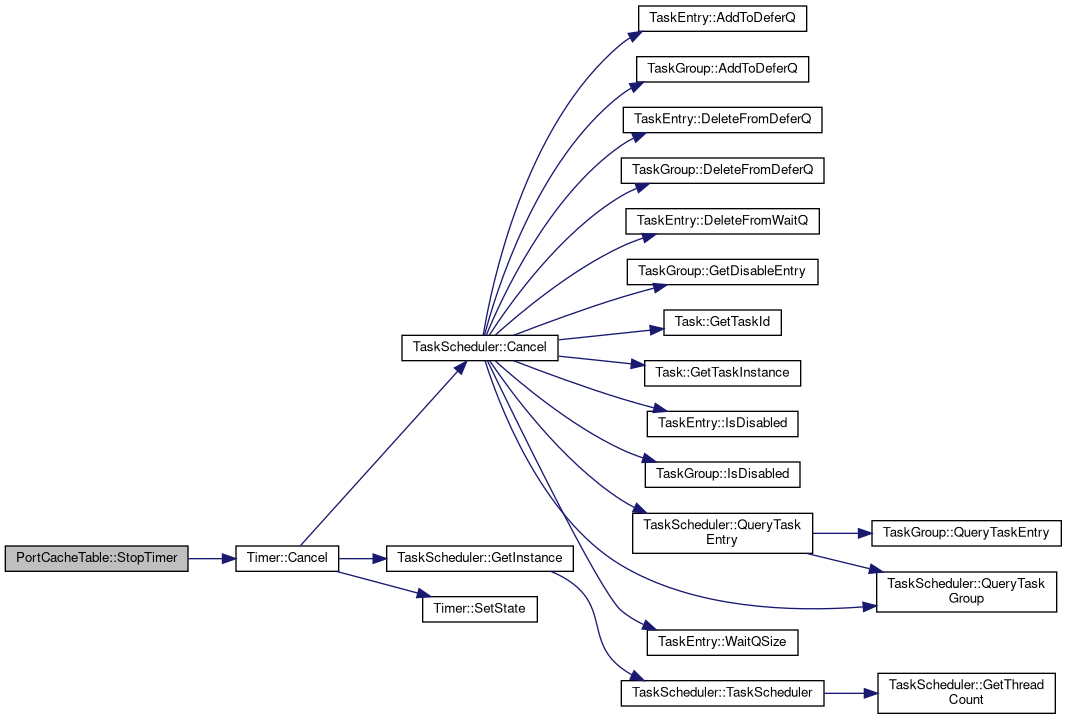 TaskEntry::AddToDeferQ
TaskGroup::AddToDeferQ
TaskEntry::DeleteFromDeferQ
TaskGroup::DeleteFromDeferQ
TaskEntry::DeleteFromWaitQ
TaskGroup::GetDisableEntry
Task::GetTaskId
TaskScheduler::Cancel
Task::GetTaskInstance
TaskEntry::IsDisabled
TaskGroup::IsDisabled
TaskScheduler::QueryTask
Entry
TaskGroup::QueryTaskEntry
PortCacheTable::StopTimer
Timer::Cancel
TaskScheduler::GetInstance
TaskScheduler::QueryTask
Group
Timer::SetState
TaskEntry::WaitQSize
TaskScheduler::TaskScheduler
TaskScheduler::GetThread
Count